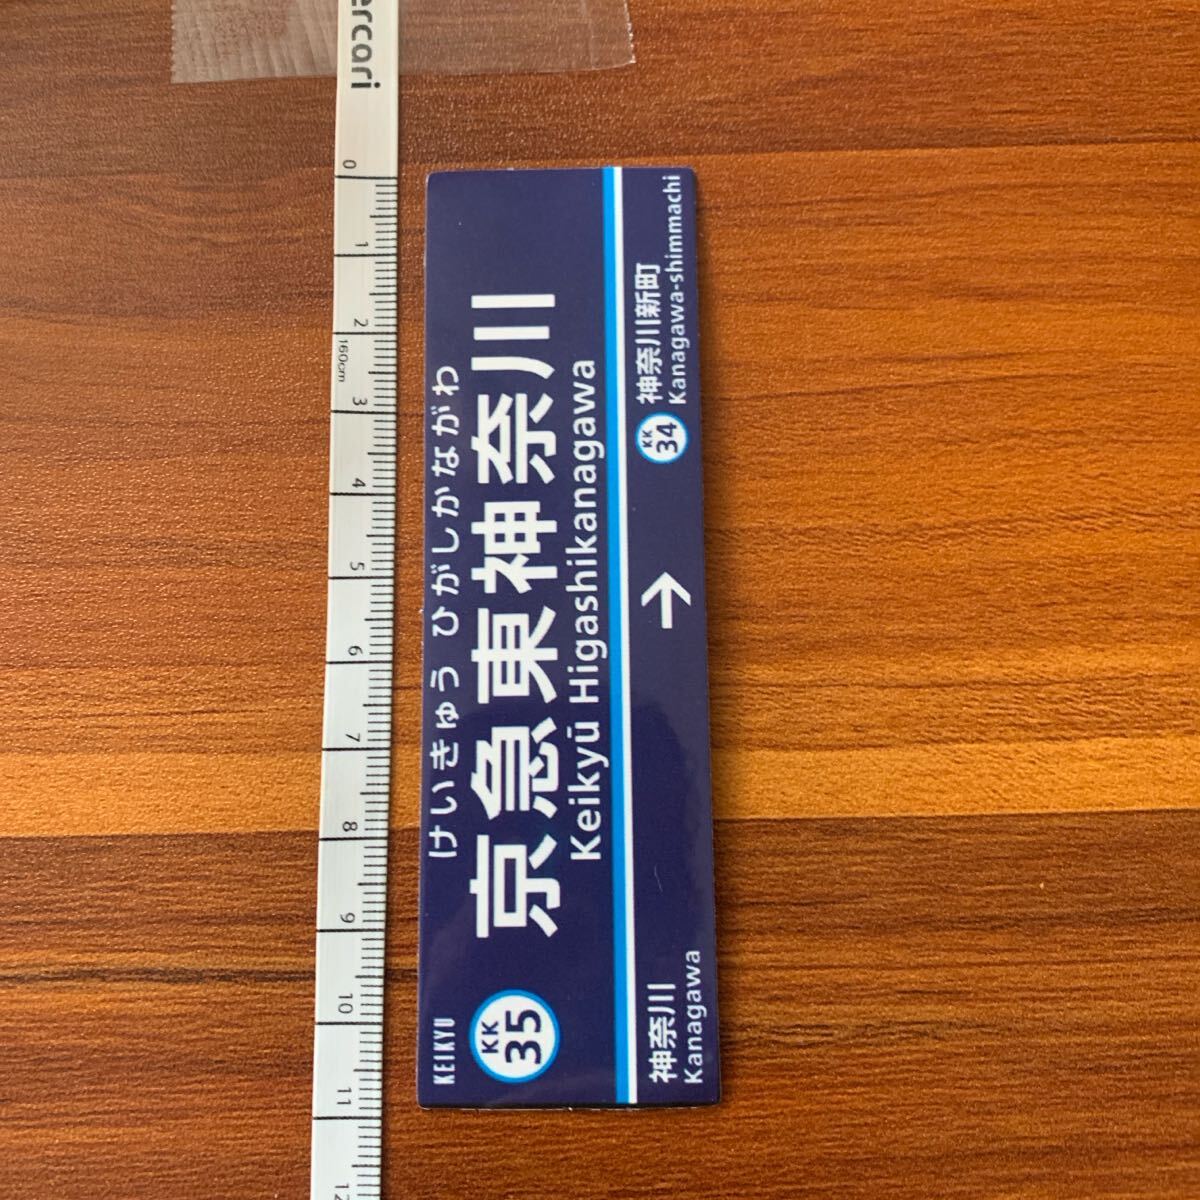 ercari
0
1
2
160cm
3
4
5
6
7
8
9
10
11
12
KEIKYU
KK
35
けいきゅう ひがしかながわ
京急東神奈川
Keikyū Higashikanagawa
神奈川
Kanagawa
→
KK
34
神奈川新町
Kanagawa-shimmachi